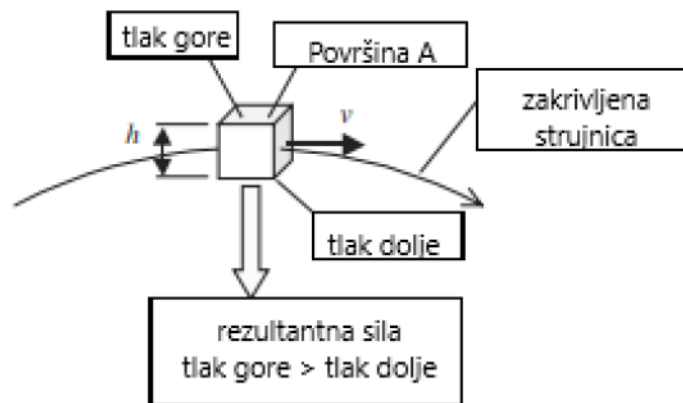 tlak gore
Površina A
zakrivljena
strujnica
h
v
tlak dolje
rezultantna sila
tlak gore > tlak dolje